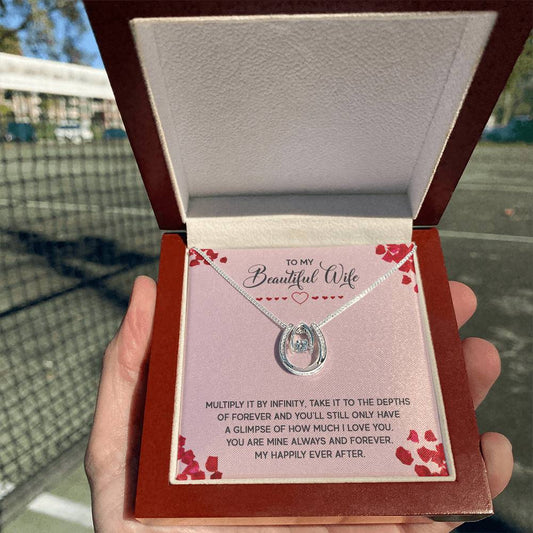 TO MY
Beautiful Wife
MULTIPLY IT BY INFINITY, TAKE IT TO THE DEPTHS
OF FOREVER AND YOU'LL STILL ONLY HAVE
A GLIMPSE OF HOW MUCH I LOVE YOU.
YOU ARE MINE ALWAYS AND FOREVER.
MY HAPPILY EVER AFTER.